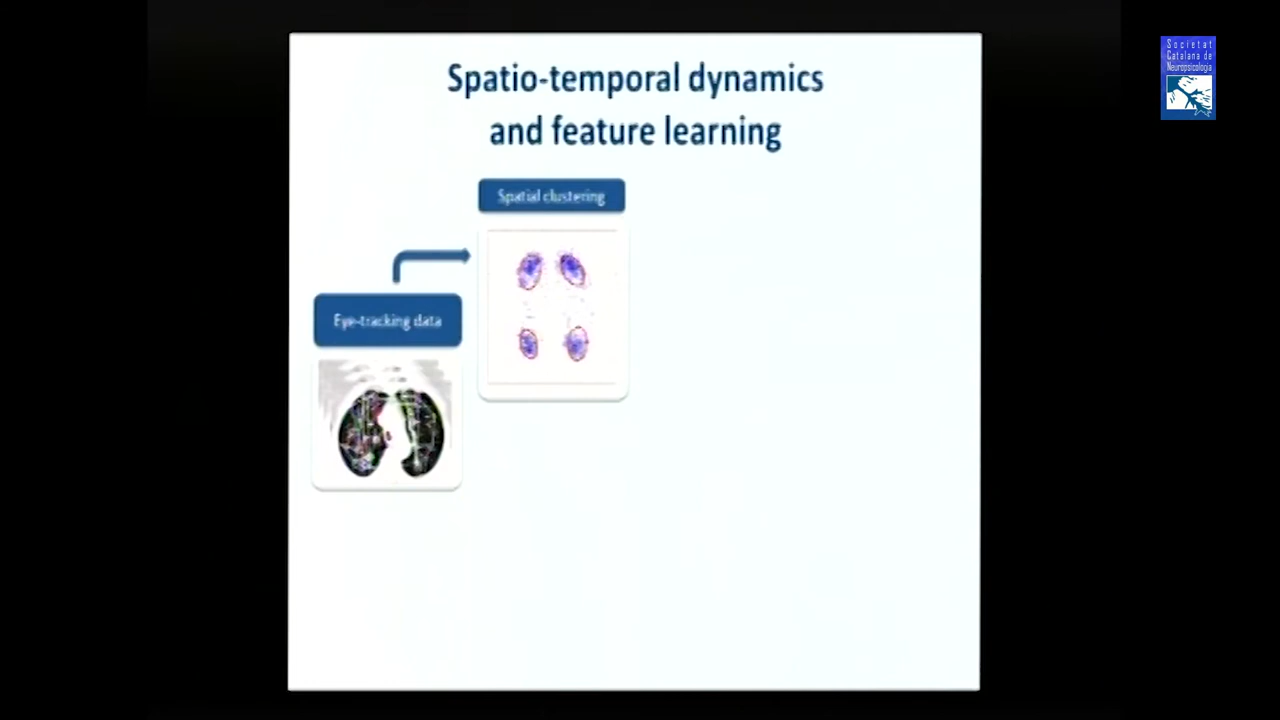 Spatio-temporal dynamics
and feature learning
Spatial clustering
Eye-tracking data
Societat
Catalana de
Neuropsicologia